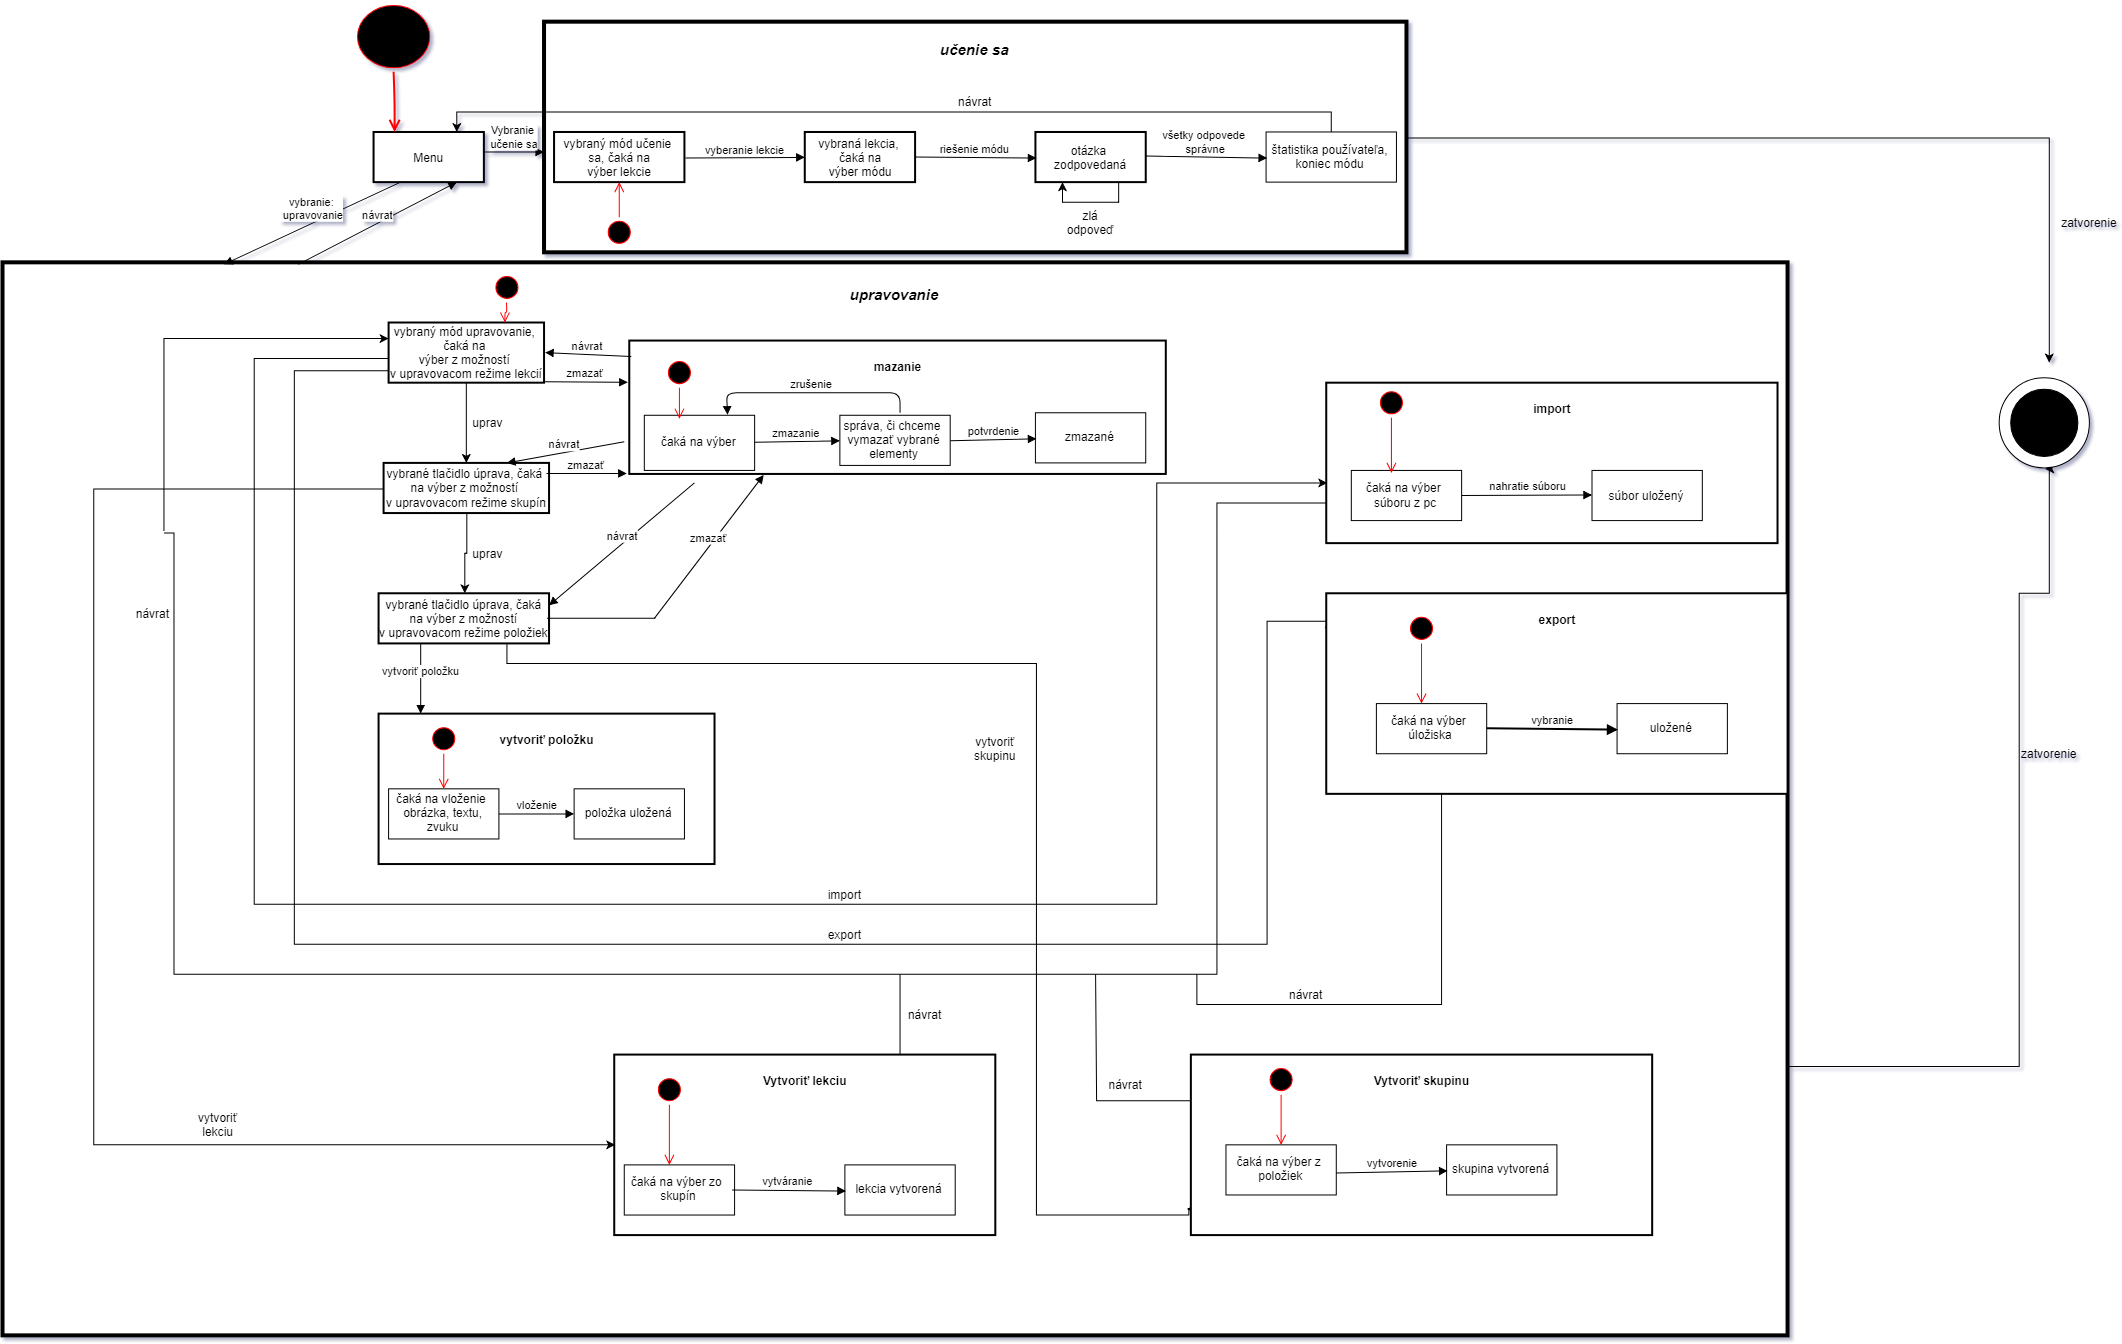 učenie sa
návrat
Vybranie
učenie sa
Menu
vybraný mód učenie
sa, čaká na
výber lekcie
vyberanie lekcie
vybraná lekcia,
čaká na
výber módu
riešenie módu
otázka
zodpovedaná
všetky odpovede
správne
štatistika používateľa,
koniec módu
zlá
odpoveď
vybranie:
upravovanie
návrat
zatvorenie
upravovanie
vybraný mód upravovanie,
čaká na
výber z možností
v upravovacom režime lekcií
návrat
zmazať
mazanie
zrušenie
čaká na výber
zmazanie
správa, či chceme
vymazať vybrané
elementy
potvrdenie
zmazané
import
čaká na výber
súboru z pc
nahratie súboru
súbor uložený
uprav
návrat
zmazať
vybrané tlačidlo úprava, čaká
na výber z možností
v upravovacom režime skupín
návrat
zmazať
uprav
vybrané tlačidlo úprava, čaká
na výber z možností
v upravovacom režime položiek
návrat
export
vytvoriť položku
čaká na výber
úložiska
vybranie
uložené
vytvoriť
skupinu
zatvorenie
vytvoriť položku
čaká na vloženie
obrázka, textu,
zvuku
vloženie
položka uložená
import
export
návrat
návrat
Vytvoriť lekciu
návrat
Vytvoriť skupinu
vytvoriť
lekciu
čaká na výber zo
skupín
vytváranie
lekcia vytvorená
čaká na výber z
položiek
vytvorenie
skupina vytvorená